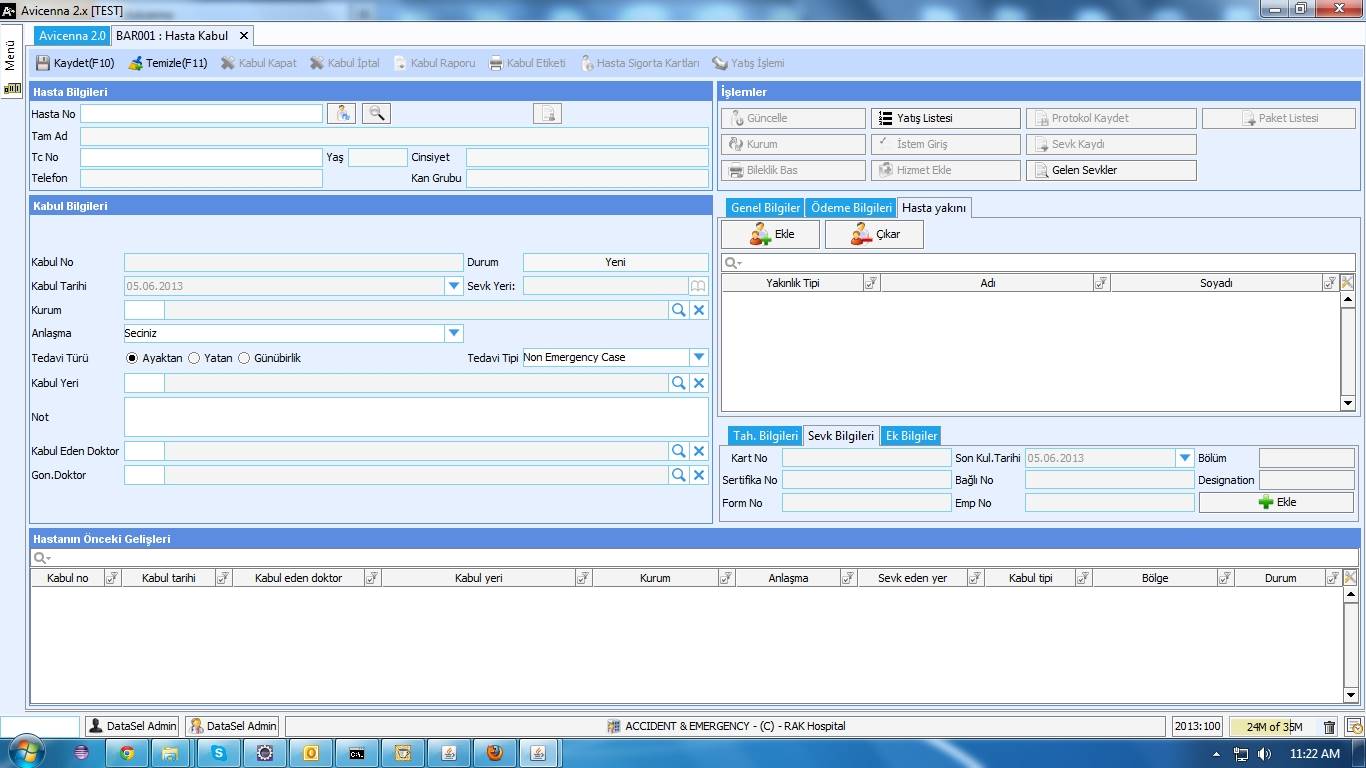 Avicenna 2.x [TEST]
Menü
Avicenna 2.0 BAR001 : Hasta Kabul
Kaydet(F10) Temizle(F11) Kabul Kapat Kabul İptal Kabul Raporu Kabul Etiketi Hasta Sigorta Kartları Yatış İşlemi
Hasta Bilgileri
Hasta No
Tam Ad
Tc No Yaş Cinsiyet
Telefon Kan Grubu
İşlemler
Güncelle Yatış Listesi Protokol Kaydet Paket Listesi
Kurum İstem Giriş Sevk Kaydı
Bileklik Bas Hizmet Ekle Gelen Sevkler
Kabul Bilgileri
Kabul No Durum Yeni
Kabul Tarihi 05.06.2013 Sevk Yeri:
Kurum
Anlaşma Seciniz
Tedavi Türü Ayaktan Yatan Günübirlik Tedavi Tipi Non Emergency Case
Kabul Yeri
Not
Kabul Eden Doktor
Gon.Doktor
Genel Bilgiler Ödeme Bilgileri Hasta yakını
Ekle Çıkar
Yakınlık Tipi Adı Soyadı
Tah. Bilgileri Sevk Bilgileri Ek Bilgiler
Kart No Son Kul.Tarihi 05.06.2013 Bölüm
Sertifika No Bağlı No Designation
Form No Emp No Ekle
Hastanın Önceki Gelişleri
Kabul no Kabul tarihi Kabul eden doktor Kabul yeri Kurum Anlaşma Sevk eden yer Kabul tipi Bölge Durum
DataSel Admin DataSel Admin ACCIDENT & EMERGENCY - (C) - RAK Hospital 2013:100 24M of 35M
11:22 AM